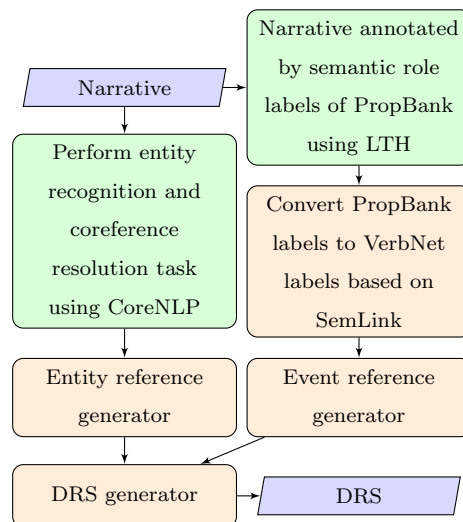 Narrative
Narrative annotated
by semantic role
labels of PropBank
using LTH
Perform entity
recognition and
coreference
resolution task
using CoreNLP
Convert PropBank
labels to VerbNet
labels based on
SemLink
Entity reference
generator
Event reference
generator
DRS generator
DRS